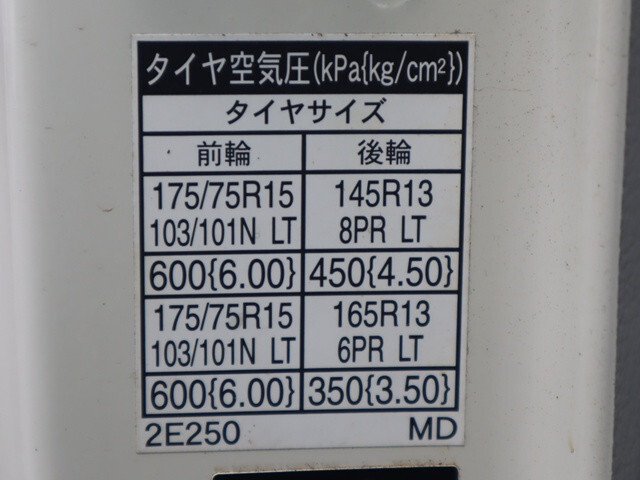 タイヤ空気圧(kPa{kg/cm²})
タイヤサイズ
前輪 後輪
175/75R15 145R13
103/101N LT 8PR LT
600{6.00} 450{4.50}
175/75R15 165R13
103/101N LT 6PR LT
600{6.00} 350{3.50}
2E250 MD